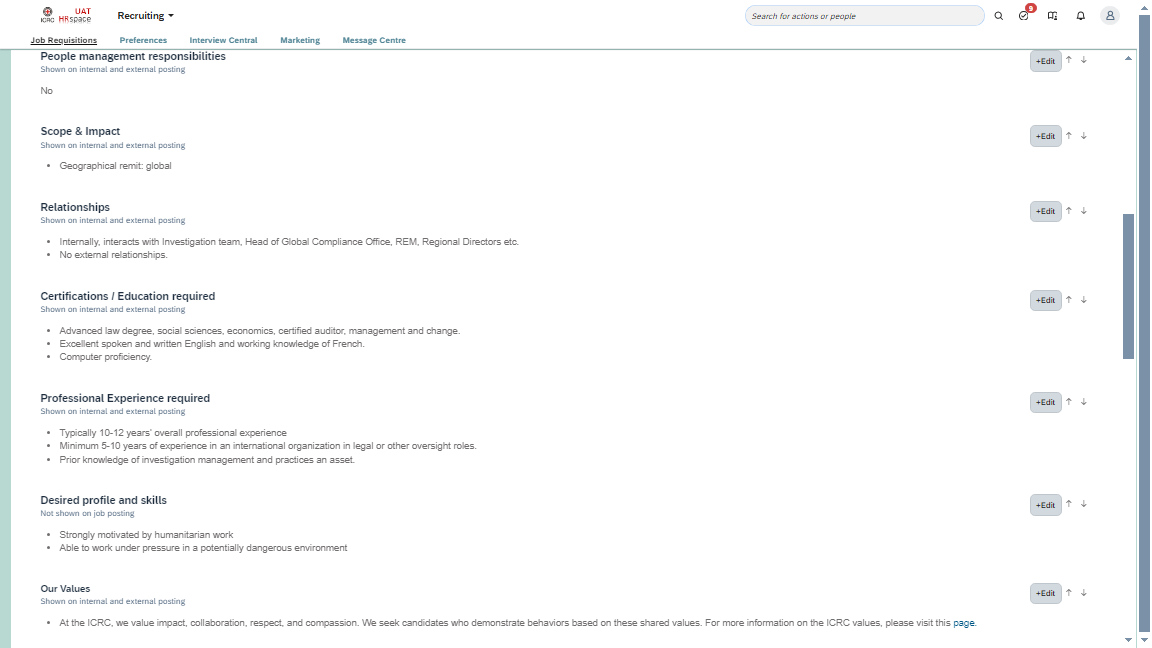 ICRC
UAT
HRspace
Recruiting
Search for actions or people
9
Job Requisitions
Preferences
Interview Central
Marketing
Message Centre
People management responsibilities
+Edit
Shown on internal and external posting
No
Scope & Impact
+Edit
Shown on internal and external posting
• Geographical remit: global
Relationships
+Edit
Shown on internal and external posting
• Internally, interacts with Investigation team, Head of Global Compliance Office, REM, Regional Directors etc.
• No external relationships.
Certifications / Education required
+Edit
Shown on internal and external posting
• Advanced law degree, social sciences, economics, certified auditor, management and change.
• Excellent spoken and written English and working knowledge of French.
• Computer proficiency.
Professional Experience required
+Edit
Shown on internal and external posting
• Typically 10-12 years' overall professional experience
• Minimum 5-10 years of experience in an international organization in legal or other oversight roles.
• Prior knowledge of investigation management and practices an asset.
Desired profile and skills
+Edit
Not shown on job posting
• Strongly motivated by humanitarian work
• Able to work under pressure in a potentially dangerous environment
Our Values
+Edit
Shown on internal and external posting
• At the ICRC, we value impact, collaboration, respect, and compassion. We seek candidates who demonstrate behaviors based on these shared values. For more information on the ICRC values, please visit this page.